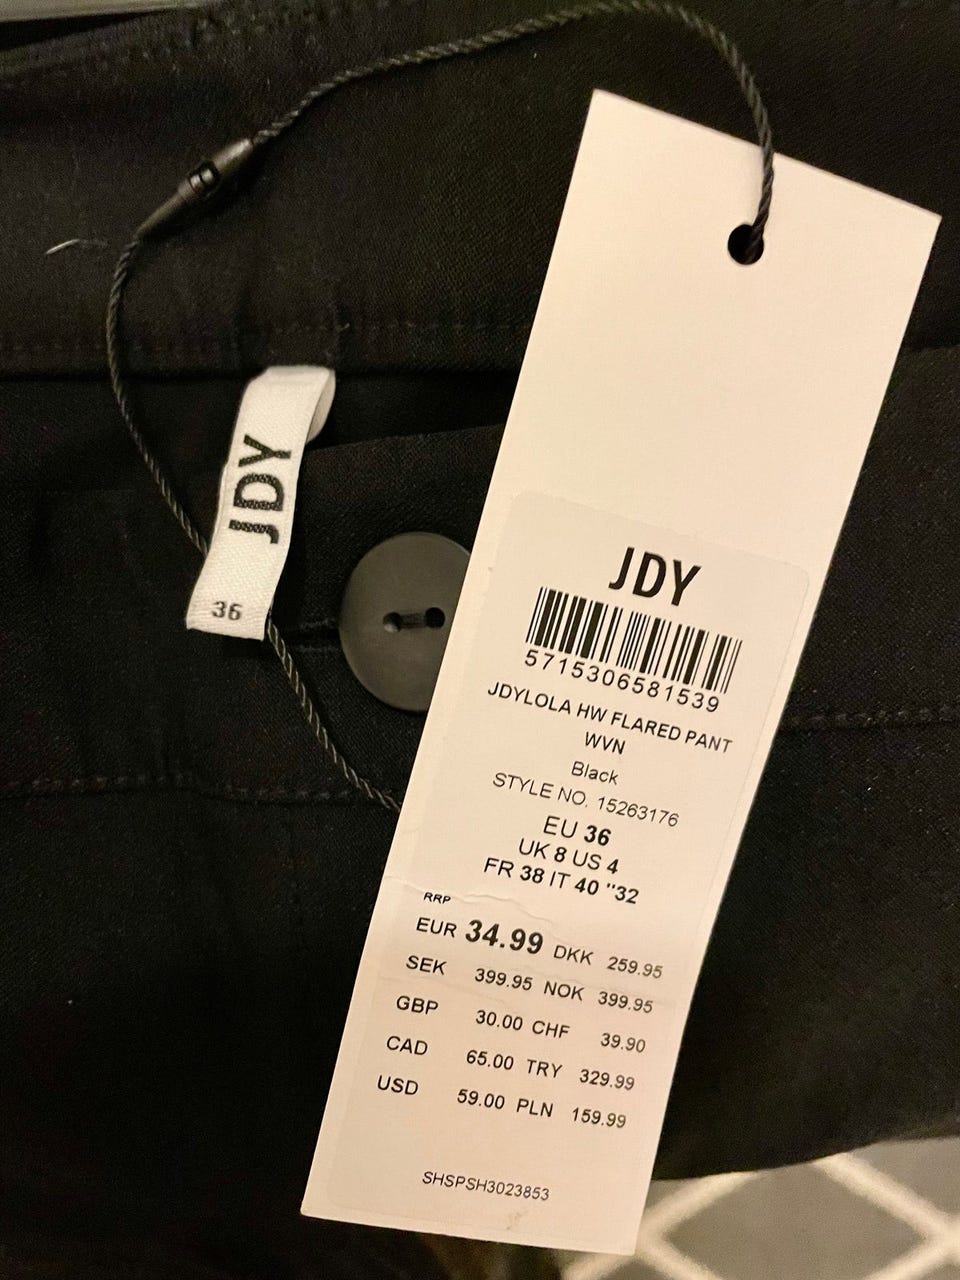 JDY
36
JDY
5715306581539
JDYLOLA HW FLARED PANT
WVN
Black
STYLE NO. 15263176
EU 36
UK 8 US 4
FR 38 IT 40 "32
RRP
EUR 34.99 DKK 259.95
SEK 399.95 NOK 399.95
GBP 30.00 CHF 39.90
CAD 65.00 TRY 329.99
USD 59.00 PLN 159.99
SHSPSH3023853